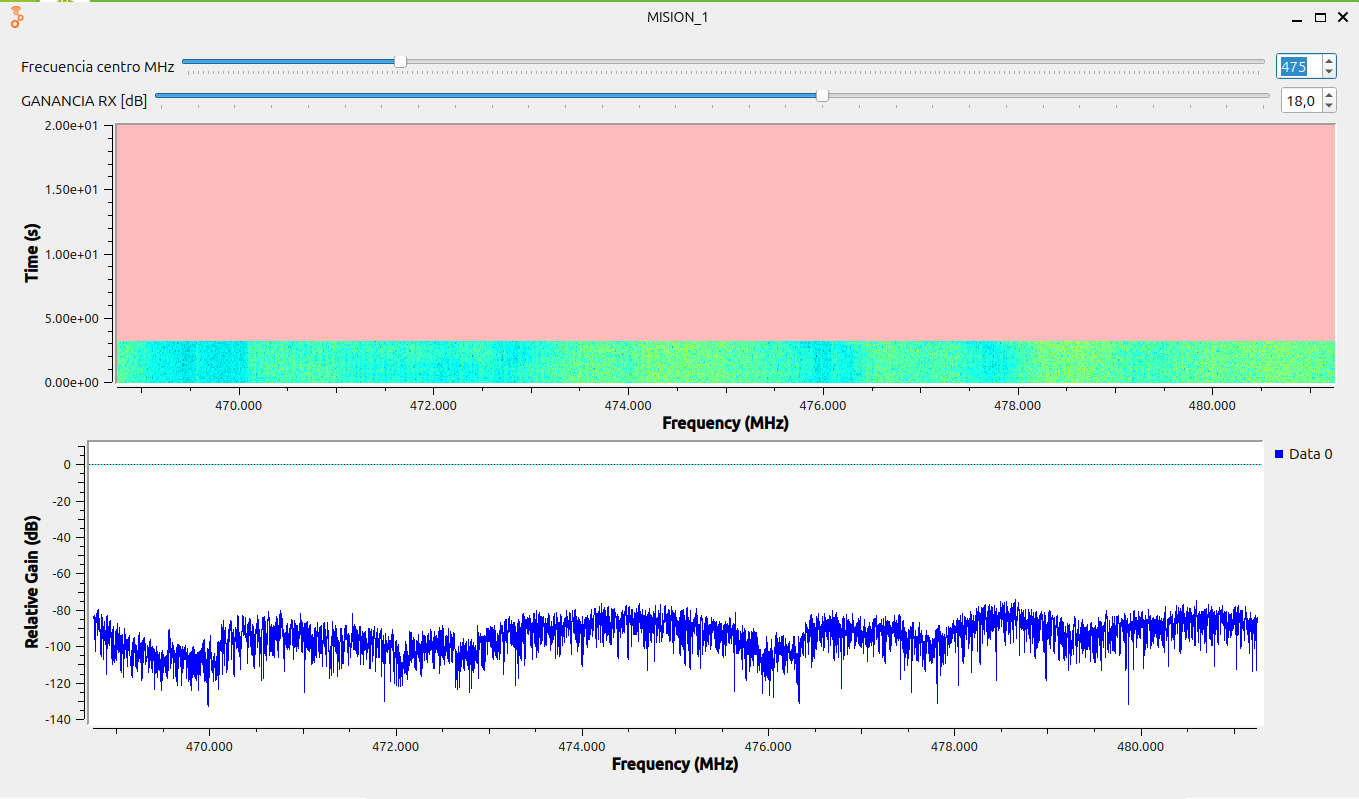 MISION_1
Frecuencia centro MHz 475
GANANCIA RX [dB] 18,0
2.00e+01
1.50e+01
1.00e+01
5.00e+00
0.00e+00
Time (s)
470.000 472.000 474.000 476.000 478.000 480.000
Frequency (MHz)
Data 0
0
-20
-40
-60
-80
-100
-120
-140
Relative Gain (dB)
470.000 472.000 474.000 476.000 478.000 480.000
Frequency (MHz)